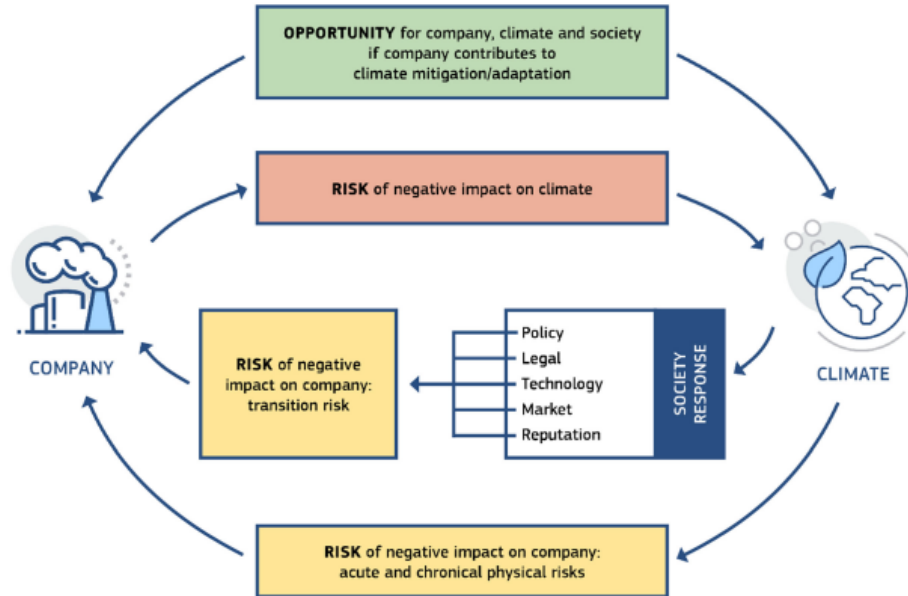 OPPORTUNITY for company, climate and society
if company contributes to
climate mitigation/adaptation
RISK of negative impact on climate
COMPANY
RISK of negative
impact on company:
transition risk
Policy
Legal
Technology
Market
Reputation
SOCIETY
RESPONSE
CLIMATE
RISK of negative impact on company:
acute and chronical physical risks